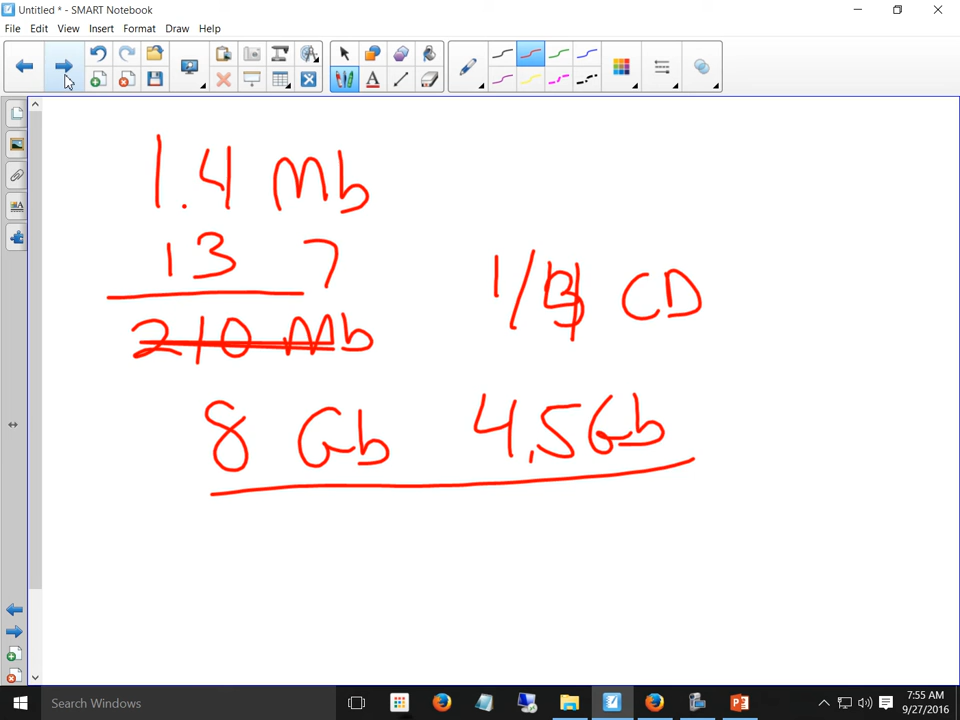 Untitled * - SMART Notebook
File Edit View Insert Format Draw Help
1.4 Mb
13 7
210 Mb
1/ CD
8 Gb 4.5Gb
Search Windows
7:55 AM
9/27/2016